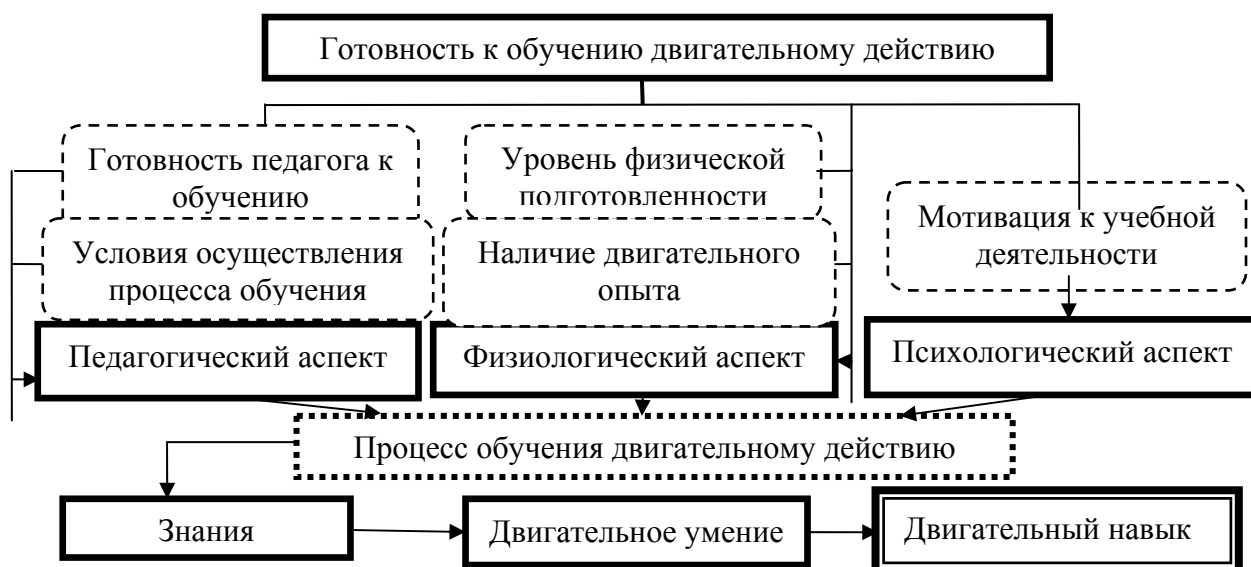 Готовность к обучению двигательному действию
Готовность педагога к
обучению
Уровень физической
подготовленности
Мотивация к учебной
деятельности
Условия осуществления
процесса обучения
Наличие двигательного
опыта
Педагогический аспект
Физиологический аспект
Психологический аспект
Процесс обучения двигательному действию
Знания
Двигательное умение
Двигательный навык